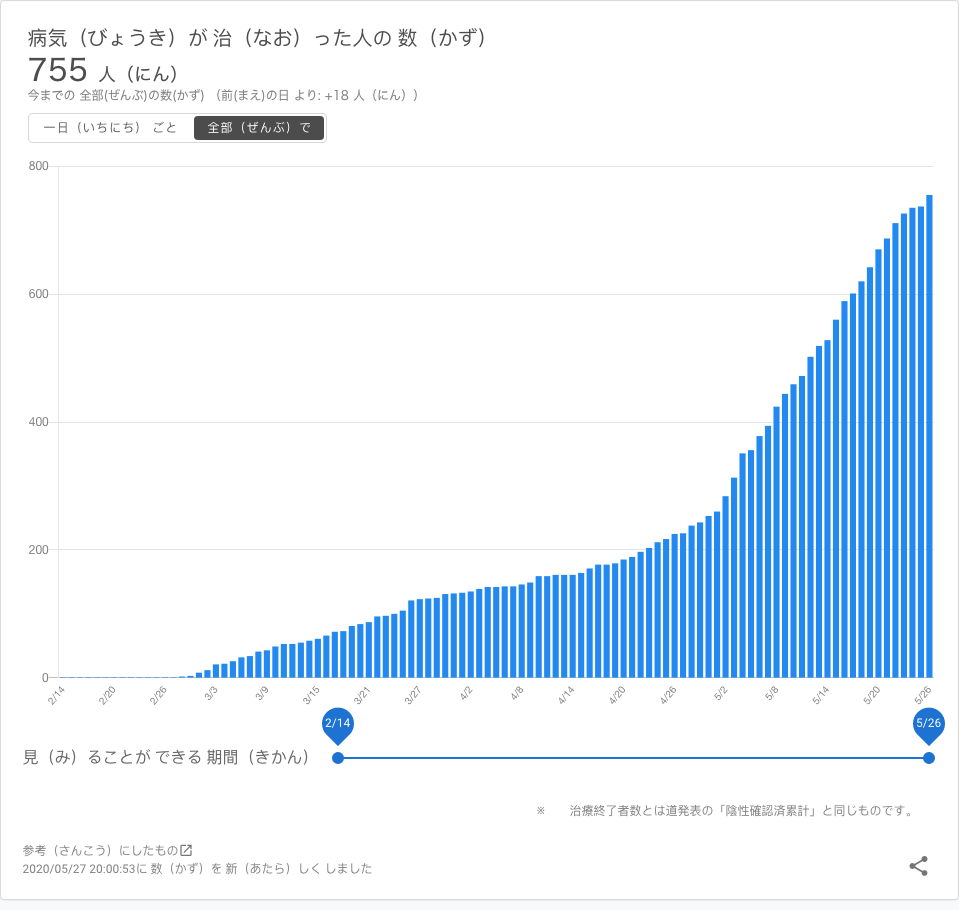 病気（びょうき）が 治（なお）った人の 数（かず）
755 人（にん）
今までの 全部(ぜんぶ)の数(かず) （前(まえ)の日 より: +18 人（にん））
一日（いちにち） ごと 全部（ぜんぶ）で
800
600
400
200
0
2/14 2/20 2/26 3/3 3/9 3/15 3/21 3/27 4/2 4/8 4/14 4/20 4/26 5/2 5/8 5/14 5/20 5/26
2/14 5/26
見（み）ることが できる 期間（きかん）
※ 治療終了者数とは道発表の「陰性確認済累計」と同じものです。
参考（さんこう）にしたもの
2020/05/27 20:00:53に 数（かず）を 新（あたら）しく しました